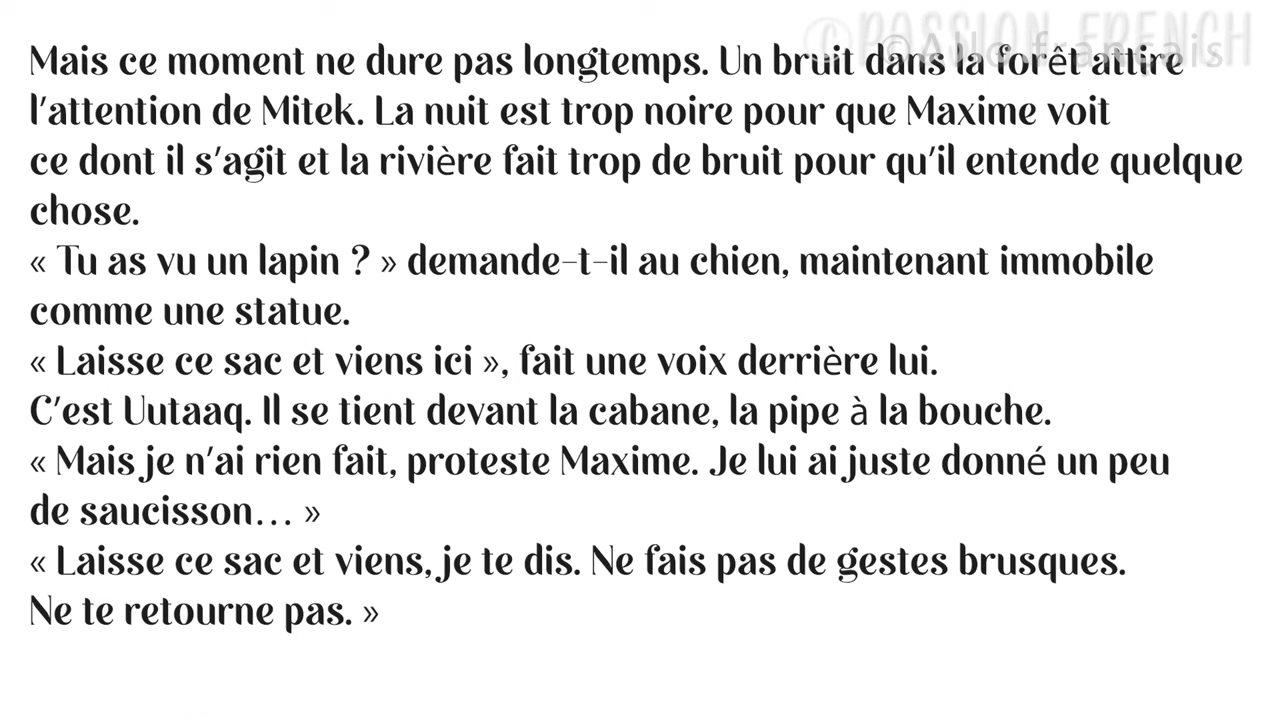 ©PASSION FRENCH
©Allofrançais
Mais ce moment ne dure pas longtemps. Un bruit dans la forêt attire
l'attention de Mitek. La nuit est trop noire pour que Maxime voit
ce dont il s'agit et la rivière fait trop de bruit pour qu'il entende quelque
chose.
« Tu as vu un lapin ? » demande-t-il au chien, maintenant immobile
comme une statue.
« Laisse ce sac et viens ici », fait une voix derrière lui.
C'est Uutaaq. Il se tient devant la cabane, la pipe à la bouche.
« Mais je n'ai rien fait, proteste Maxime. Je lui ai juste donné un peu
de saucisson… »
« Laisse ce sac et viens, je te dis. Ne fais pas de gestes brusques.
Ne te retourne pas. »